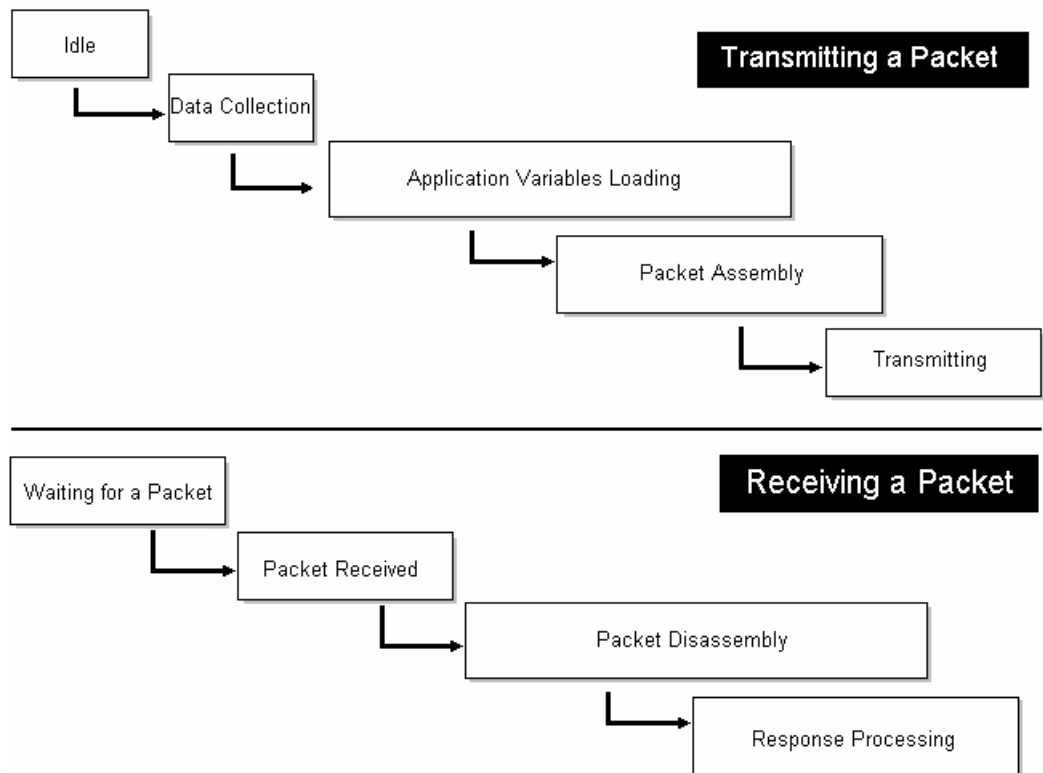 Idle
Transmitting a Packet
Data Collection
Application Variables Loading
Packet Assembly
Transmitting
Receiving a Packet
Waiting for a Packet
Packet Received
Packet Disassembly
Response Processing